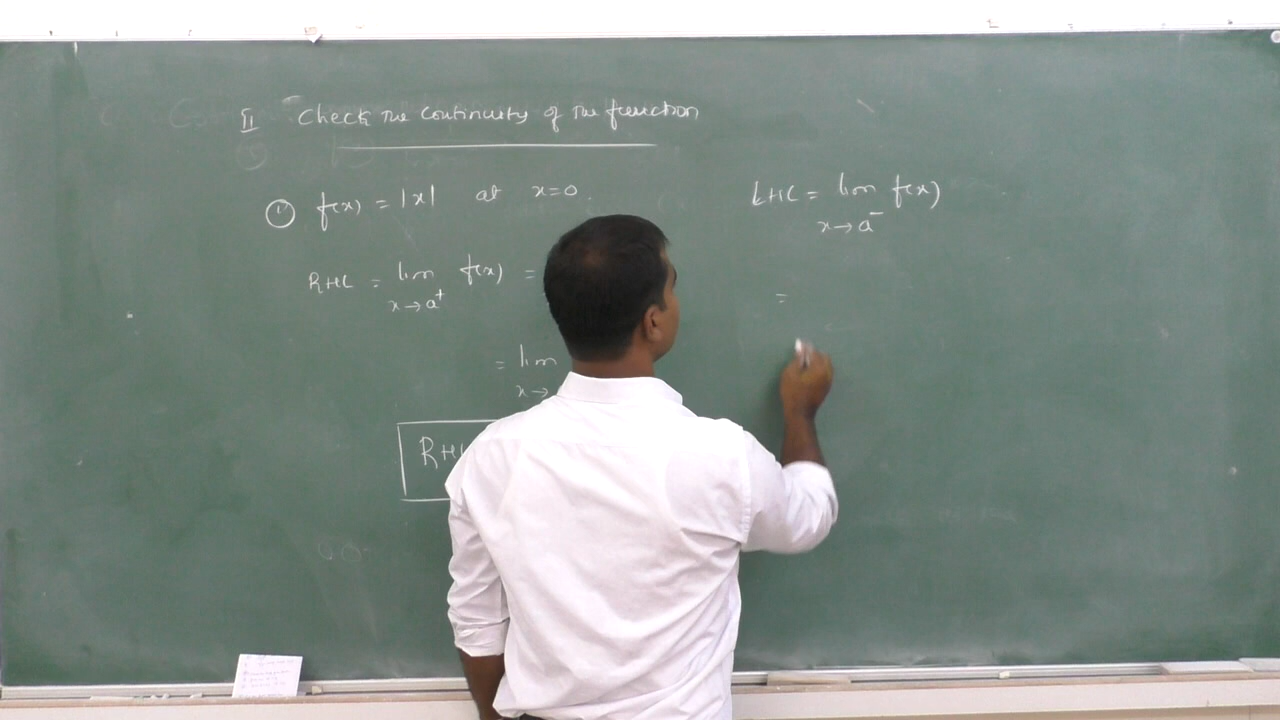 II Check the continuity of the function
① f(x) = |x| at x=0.
RHL = lim f(x) =
x→a⁺
= lim
x→
RHL
LHL = lim f(x)
x→a⁻
=